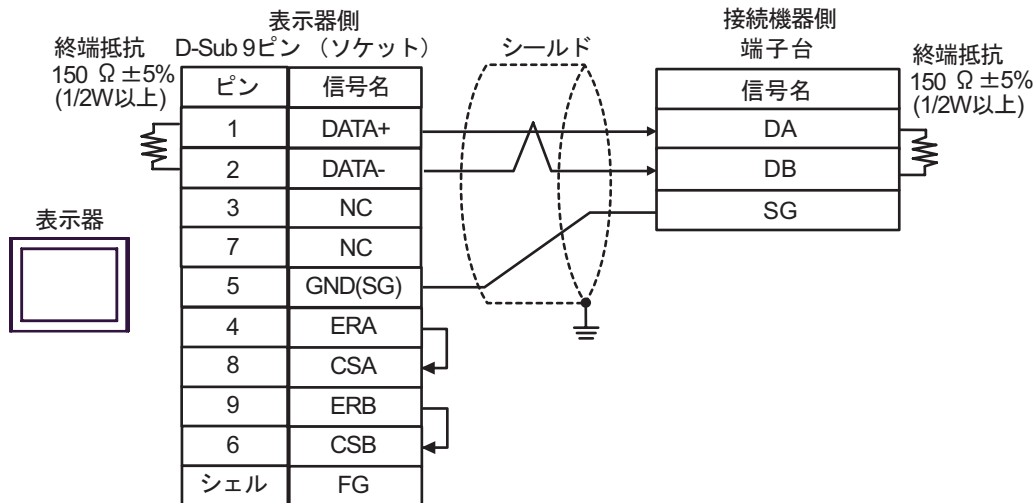 表示器側
D-Sub 9ピン （ソケット）
終端抵抗
150 Ω ±5%
(1/2W以上)
ピン 信号名
1 DATA+
2 DATA-
3 NC
7 NC
5 GND(SG)
4 ERA
8 CSA
9 ERB
6 CSB
シェル FG
表示器
シールド
接続機器側
端子台
信号名
DA
DB
SG
終端抵抗
150 Ω ±5%
(1/2W以上)